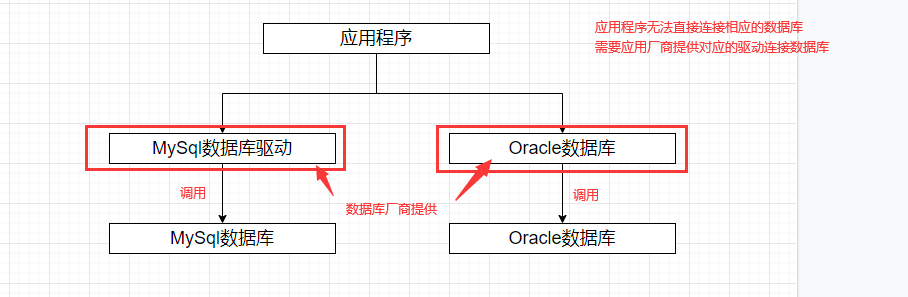 应用程序
应用程序无法直接连接相应的数据库
需要应用厂商提供对应的驱动连接数据库
MySql数据库驱动
Oracle数据库
调用
数据库厂商提供
调用
MySql数据库
Oracle数据库